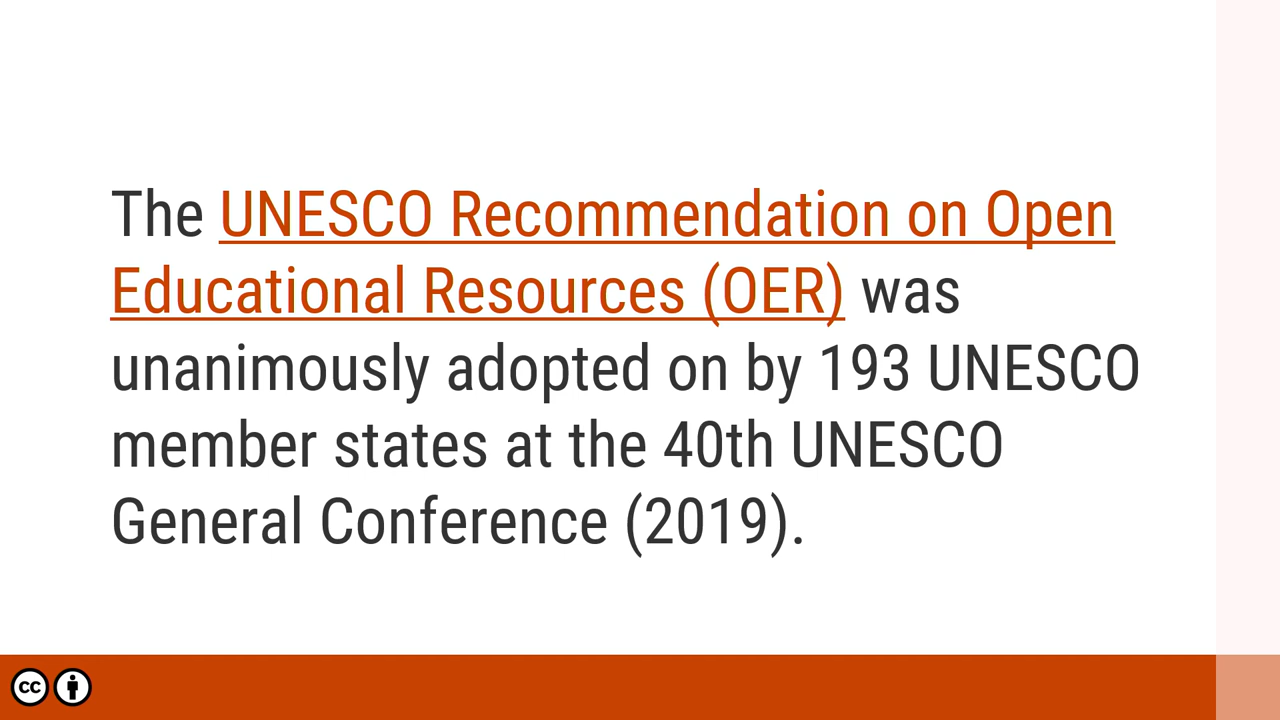 The UNESCO Recommendation on Open
Educational Resources (OER) was
unanimously adopted on by 193 UNESCO
member states at the 40th UNESCO
General Conference (2019).
cc